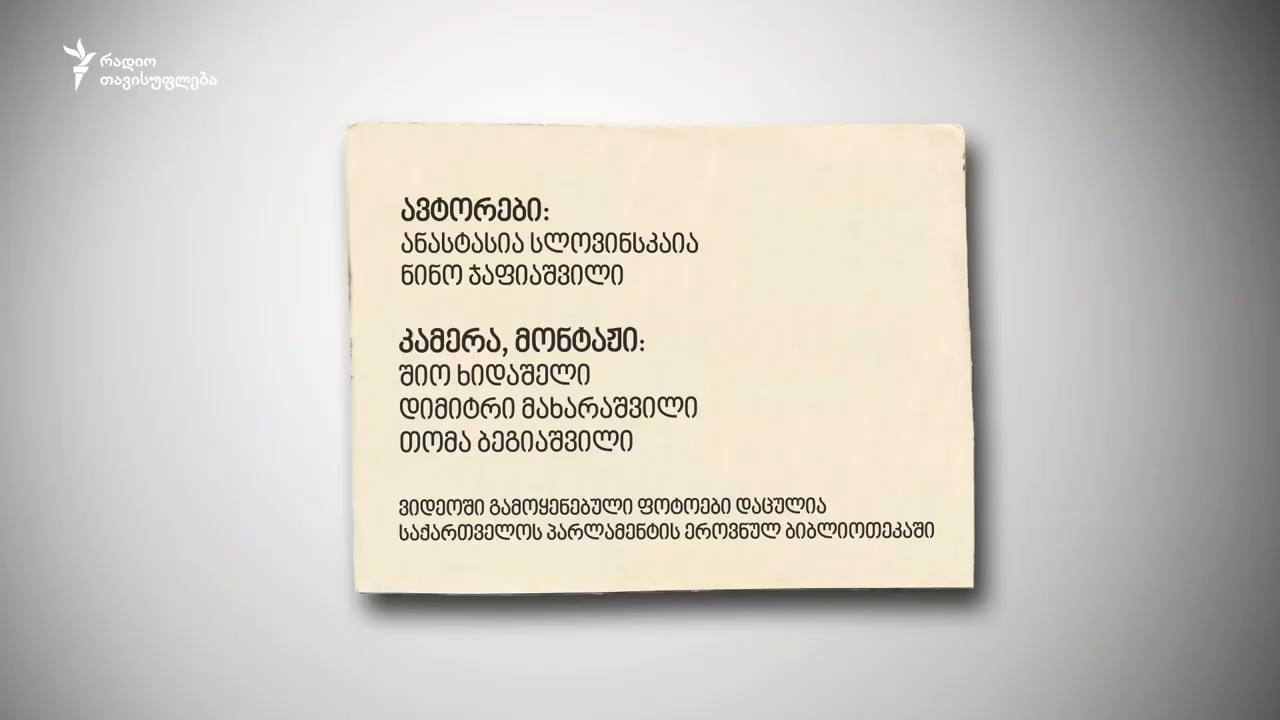 რადიო
თავისუფლება
ავტორები:
ანასტასია სლოვინსკაია
ნინო ჯაფიაშვილი
კამერა, მონტაჟი:
შიო ხიდაშელი
დიმიტრი მახარაშვილი
თომა ბეგიაშვილი
ვიდეოში გამოყენებული ფოტოები დაცულია
საქართველოს პარლამენტის ეროვნულ ბიბლიოთეკაში